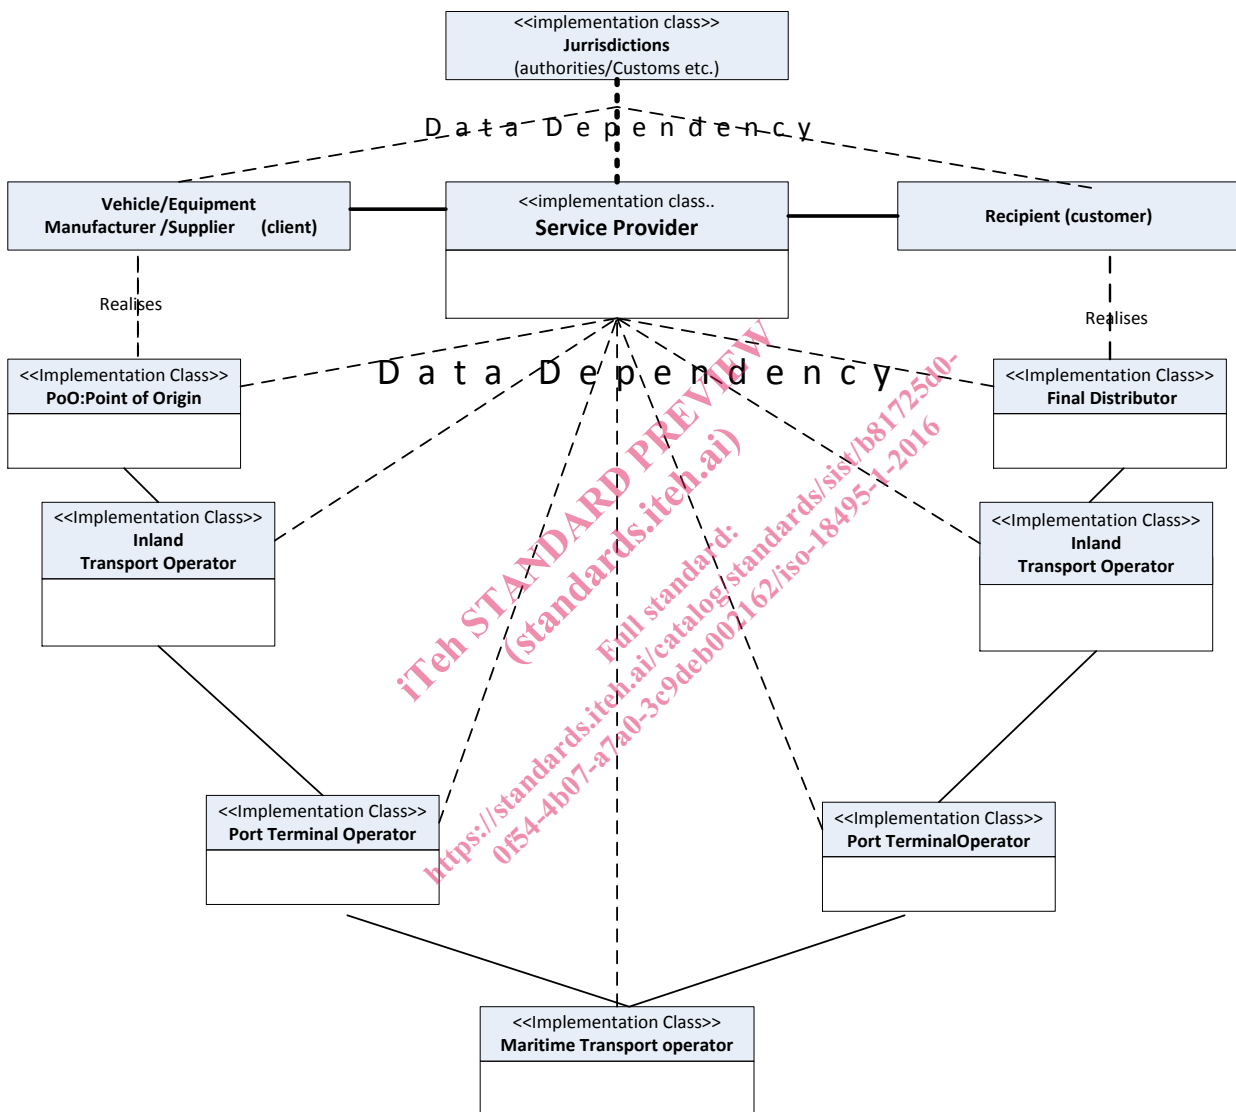 <<implementation class>>
Jurrisdictions
(authorities/Customs etc.)
Data Dependency
Vehicle/Equipment
Manufacturer /Supplier (client)
<<implementation class..
Service Provider
Recipient (customer)
Realises
Realises
<<Implementation Class>>
PoO:Point of Origin
Data Dependency
<<Implementation Class>>
Final Distributor
<<Implementation Class>>
Inland
Transport Operator
<<Implementation Class>>
Inland
Transport Operator
iTeh STANDARD PREVIEW
(standards.iteh.ai)
Full standard:
https://standards.iteh.ai/catalog/standards/sist/b81725d0-
0f54-4b07-a7a0-3c9deb002162/iso-18495-1-2016
<<Implementation Class>>
Port Terminal Operator
<<Implementation Class>>
Port TerminalOperator
<<Implementation Class>>
Maritime Transport operator